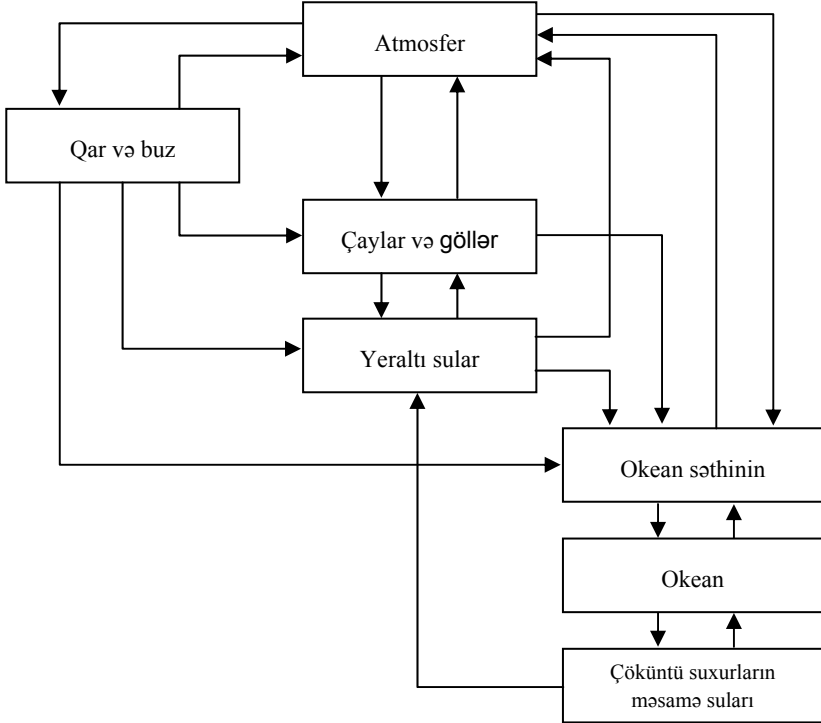 Atmosfer
Qar və buz
Çaylar və göllər
Yeraltı sular
Okean səthinin
Okean
Çöküntü suxurların
məsamə suları